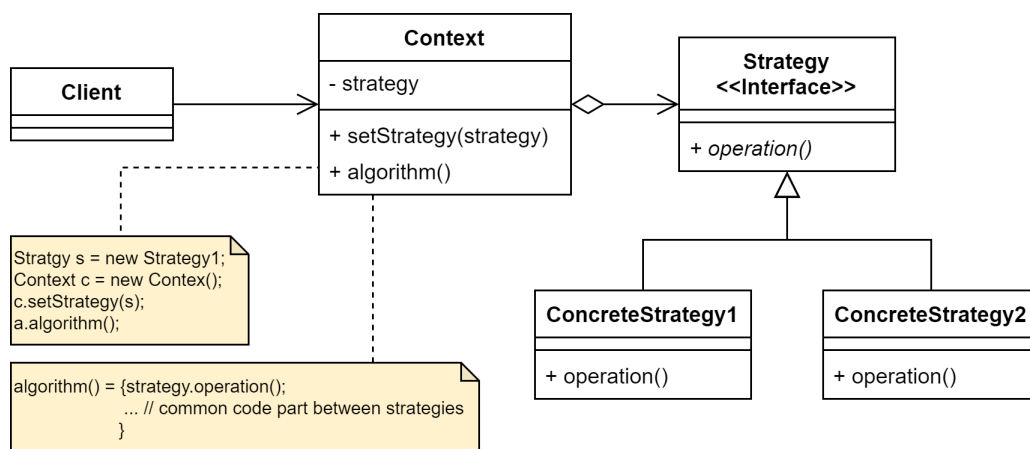 Client
Context
- strategy
+ setStrategy(strategy)
+ algorithm()
Strategy
<<Interface>>
+ operation()
Stratgy s = new Strategy1;
Context c = new Contex();
c.setStrategy(s);
a.algorithm();
algorithm() = {strategy.operation();
... // common code part between strategies
}
ConcreteStrategy1
+ operation()
ConcreteStrategy2
+ operation()